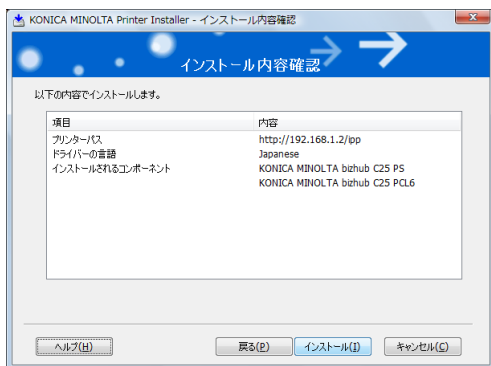 KONICA MINOLTA Printer Installer - インストール内容確認
インストール内容確認
以下の内容でインストールします。
項目 内容
プリンターパス http://192.168.1.2/ipp
ドライバーの言語 Japanese
インストールされるコンポーネント KONICA MINOLTA bizhub C25 PS
KONICA MINOLTA bizhub C25 PCL6
ヘルプ(H) 戻る(P) インストール(I) キャンセル(C)